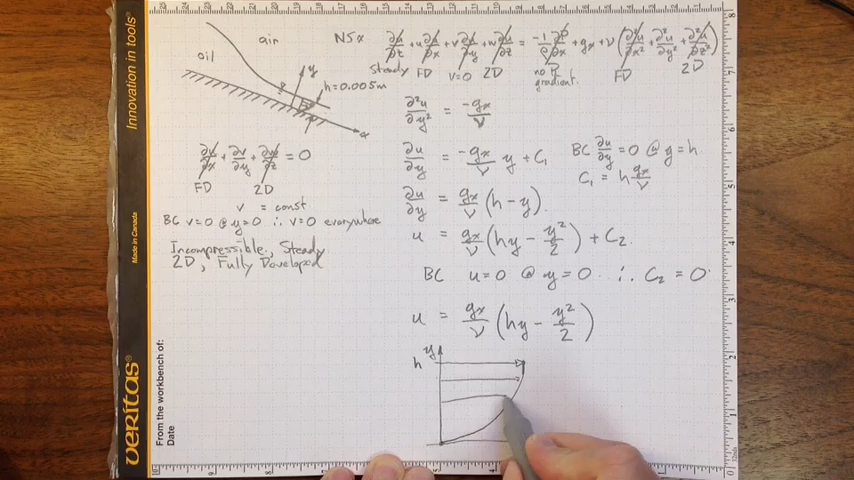 air
oil
y
h=0.005m
x
NSx ∂u/∂t + u ∂u/∂x + v ∂u/∂y + w ∂u/∂z = -1/ρ ∂P/∂x + gx + ν (∂²u/∂x² + ∂²u/∂y² + ∂²u/∂z²)
steady FD v=0 2D no P gradient. FD 2D
∂u/∂x + ∂v/∂y + ∂w/∂z = 0
FD 2D
v = const
BC v=0 @ y=0 ∴ v=0 everywhere
Incompressible, Steady
2D, Fully Developed
∂²u/∂y² = -gx/ν
∂u/∂y = -gx/ν y + C₁ BC ∂u/∂y = 0 @ y=h.
C₁ = h gx/ν
∂u/∂y = gx/ν (h-y).
u = gx/ν (hy - y²/2) + C₂.
BC u=0 @ y=0 ∴ C₂ = 0
u = gx/ν (hy - y²/2)
y
h
Innovation in tools™
Made in Canada
veritas®
From the workbench of:
Date